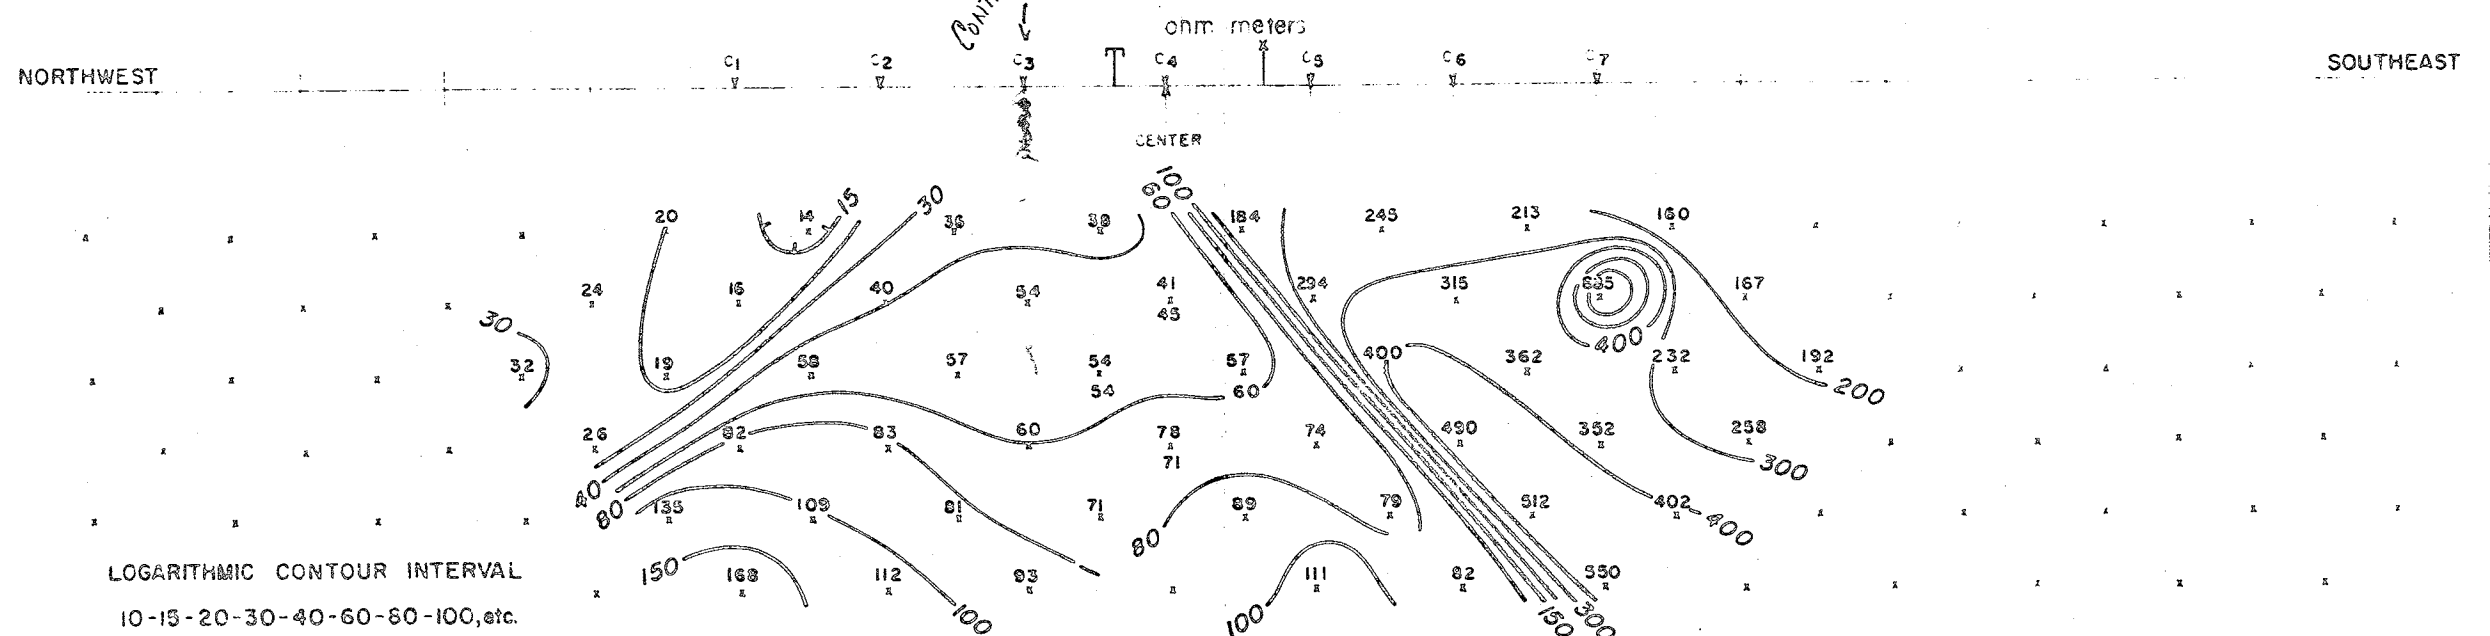 ohm meters
NORTHWEST C1 C2 C3 C4 C5 C6 C7 SOUTHEAST
CENTER
15 30 60 100
20 14 36 38 184 245 213 160
24 16 40 54 41 294 315 167
45
30 400
32 19 58 57 54 57 400 362 232 192
54 60 200
26 82 83 60 78 74 490 352 258
71 300
40 80
135 109 81 71 89 79 512 402 400
80
LOGARITHMIC CONTOUR INTERVAL
150 168 112 93 111 82 550
10-15-20-30-40-60-80-100, etc.
100 100 150 300